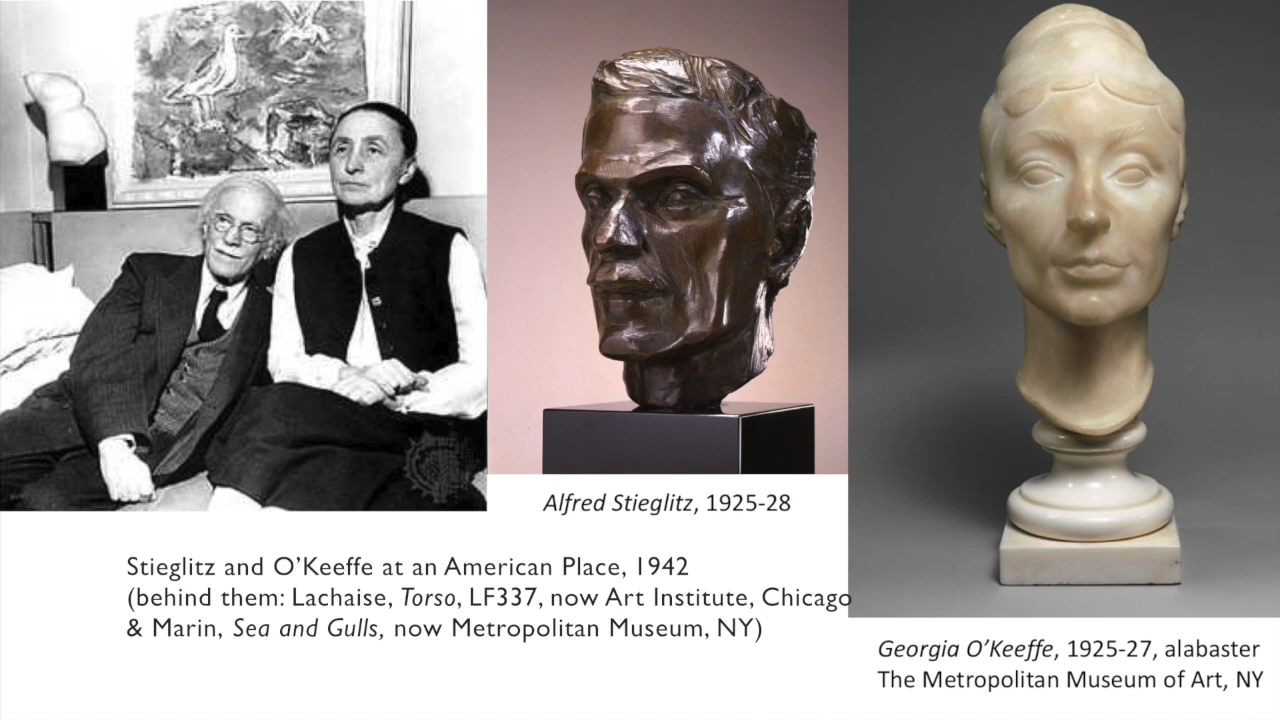 Alfred Stieglitz, 1925-28
Stieglitz and O’Keeffe at an American Place, 1942
(behind them: Lachaise, Torso, LF337, now Art Institute, Chicago
& Marin, Sea and Gulls, now Metropolitan Museum, NY)
Georgia O’Keeffe, 1925-27, alabaster
The Metropolitan Museum of Art, NY